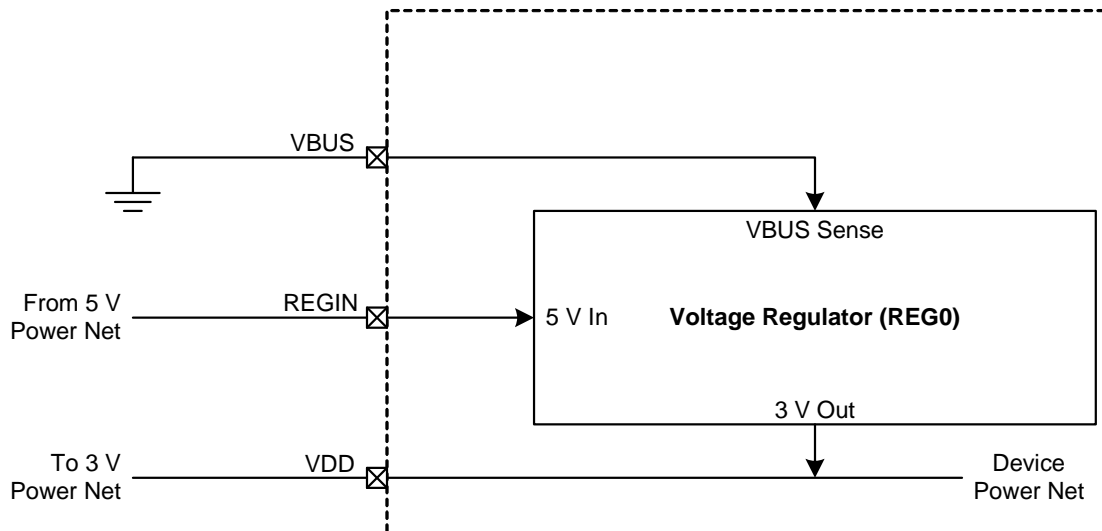 VBUS
VBUS Sense
From 5 V
Power Net
REGIN
5 V In
Voltage Regulator (REG0)
3 V Out
To 3 V
Power Net
VDD
Device
Power Net